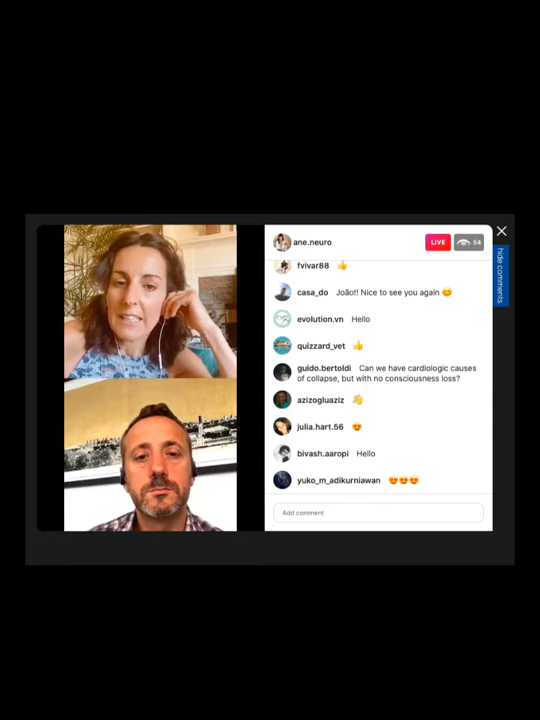 ane.neuro
LIVE
54
hide comments
fvivar88 👍
casa_do João!! Nice to see you again 😊
evolution.vn Hello
quizzard_vet 👍
guido.bertoldi Can we have cardiologic causes
of collapse, but with no consciousness loss?
azizogluaziz 👋
julia.hart.56 😍
bivash.aaropi Hello
yuko_m_adikurniawan 😍😍😍
Add comment